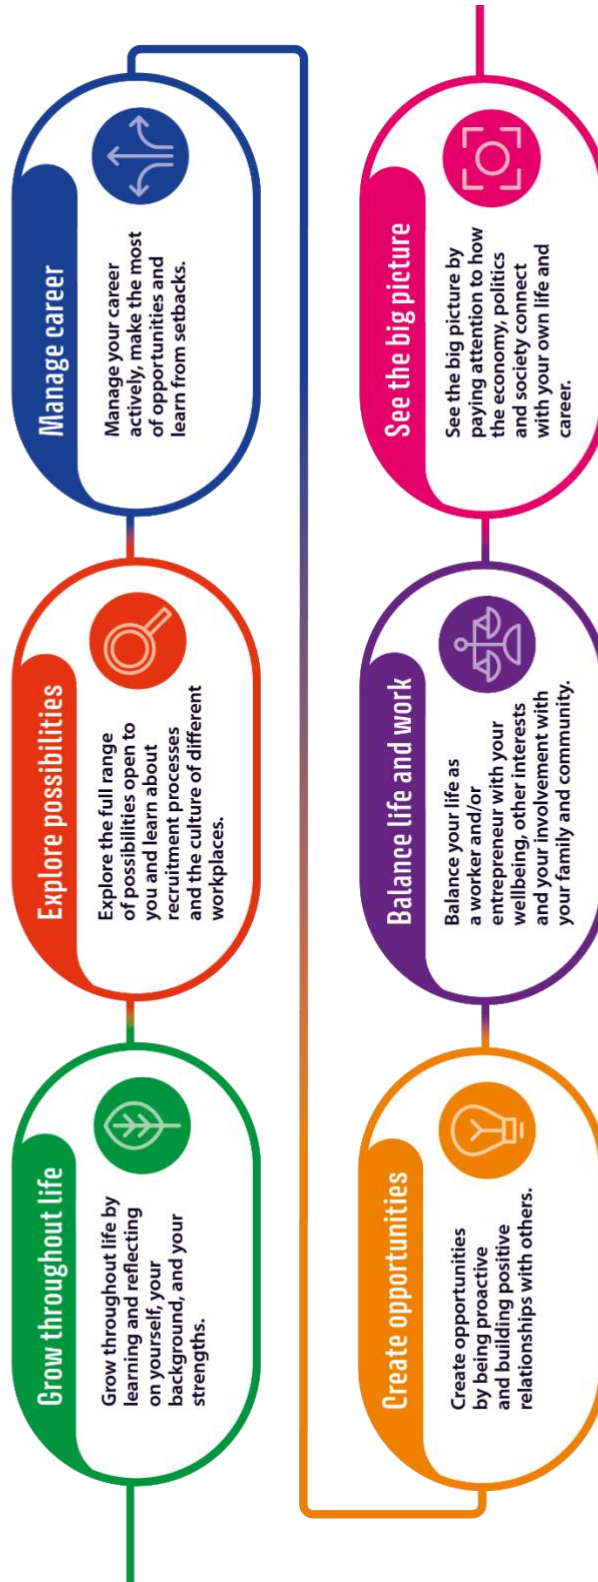 Grow throughout life
Grow throughout life by
learning and reflecting
on yourself, your
background, and your
strengths.
Explore possibilities
Explore the full range
of possibilities open to
you and learn about
recruitment processes
and the culture of different
workplaces.
Manage career
Manage your career
actively, make the most
of opportunities and
learn from setbacks.
Create opportunities
Create opportunities
by being proactive
and building positive
relationships with others.
Balance life and work
Balance your life as
a worker and/or
entrepreneur with your
wellbeing, other interests
and your involvement with
your family and community.
See the big picture
See the big picture by
paying attention to how
the economy, politics
and society connect
with your own life and
career.